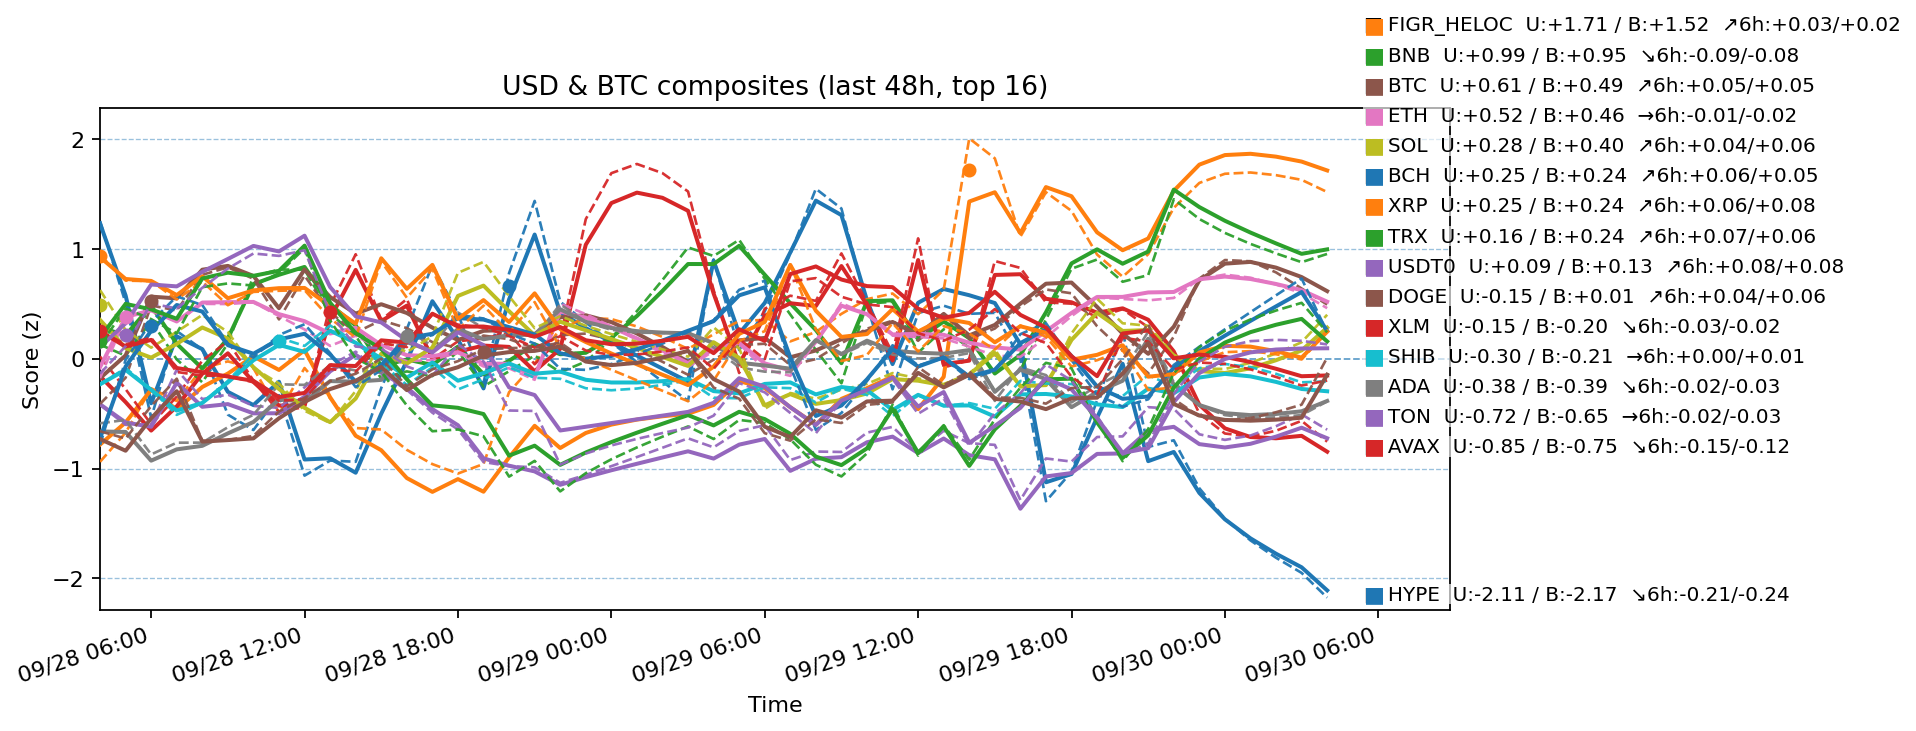 FIGR_HELOC U:+1.71 / B:+1.52 ↗6h:+0.03/+0.02
BNB U:+0.99 / B:+0.95 ↘6h:-0.09/-0.08
USD & BTC composites (last 48h, top 16)
BTC U:+0.61 / B:+0.49 ↗6h:+0.05/+0.05
ETH U:+0.52 / B:+0.46 →6h:-0.01/-0.02
SOL U:+0.28 / B:+0.40 ↗6h:+0.04/+0.06
BCH U:+0.25 / B:+0.24 ↗6h:+0.06/+0.05
XRP U:+0.25 / B:+0.24 ↗6h:+0.06/+0.08
TRX U:+0.16 / B:+0.24 ↗6h:+0.07/+0.06
USDT0 U:+0.09 / B:+0.13 ↗6h:+0.08/+0.08
DOGE U:-0.15 / B:+0.01 ↗6h:+0.04/+0.06
XLM U:-0.15 / B:-0.20 ↘6h:-0.03/-0.02
SHIB U:-0.30 / B:-0.21 →6h:+0.00/+0.01
ADA U:-0.38 / B:-0.39 ↘6h:-0.02/-0.03
TON U:-0.72 / B:-0.65 →6h:-0.02/-0.03
AVAX U:-0.85 / B:-0.75 ↘6h:-0.15/-0.12
HYPE U:-2.11 / B:-2.17 ↘6h:-0.21/-0.24
Score (z)
2
1
0
−1
−2
09/28 06:00
09/28 12:00
09/28 18:00
09/29 00:00
09/29 06:00
09/29 12:00
09/29 18:00
09/30 00:00
09/30 06:00
Time